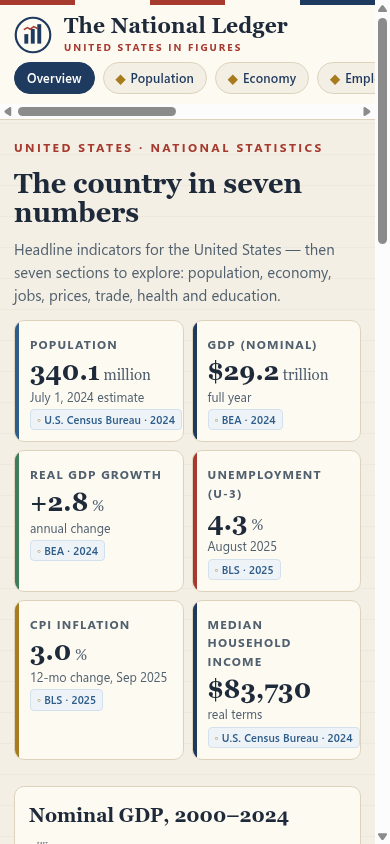 The National Ledger
UNITED STATES IN FIGURES
Overview
◆ Population
◆ Economy
◆ Emplo
UNITED STATES · NATIONAL STATISTICS
The country in seven
numbers
Headline indicators for the United States — then
seven sections to explore: population, economy,
jobs, prices, trade, health and education.
POPULATION
340.1 million
July 1, 2024 estimate
U.S. Census Bureau · 2024
GDP (NOMINAL)
$29.2 trillion
full year
BEA · 2024
REAL GDP GROWTH
+2.8 %
annual change
BEA · 2024
UNEMPLOYMENT
(U-3)
4.3 %
August 2025
BLS · 2025
CPI INFLATION
3.0 %
12-mo change, Sep 2025
BLS · 2025
MEDIAN
HOUSEHOLD
INCOME
$83,730
real terms
U.S. Census Bureau · 2024
Nominal GDP, 2000–2024